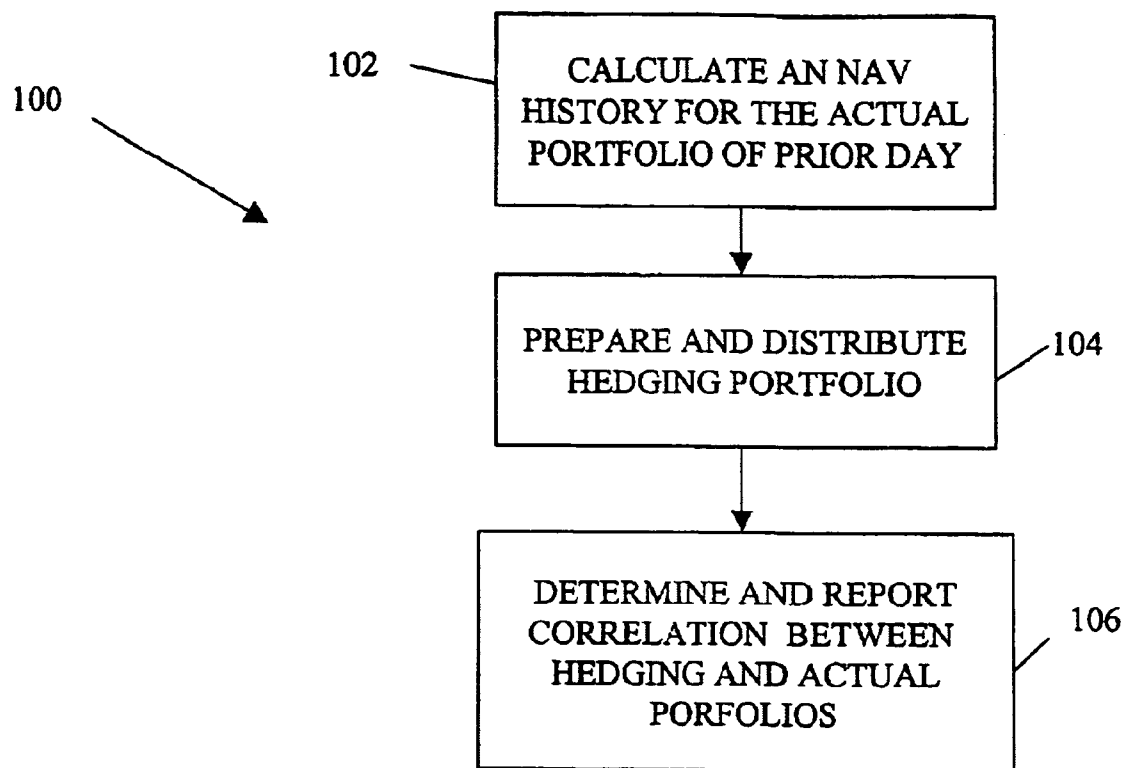 102
CALCULATE AN NAV
HISTORY FOR THE ACTUAL
PORTFOLIO OF PRIOR DAY
100
PREPARE AND DISTRIBUTE
HEDGING PORTFOLIO
104
DETERMINE AND REPORT
CORRELATION BETWEEN
HEDGING AND ACTUAL
PORFOLIOS
106